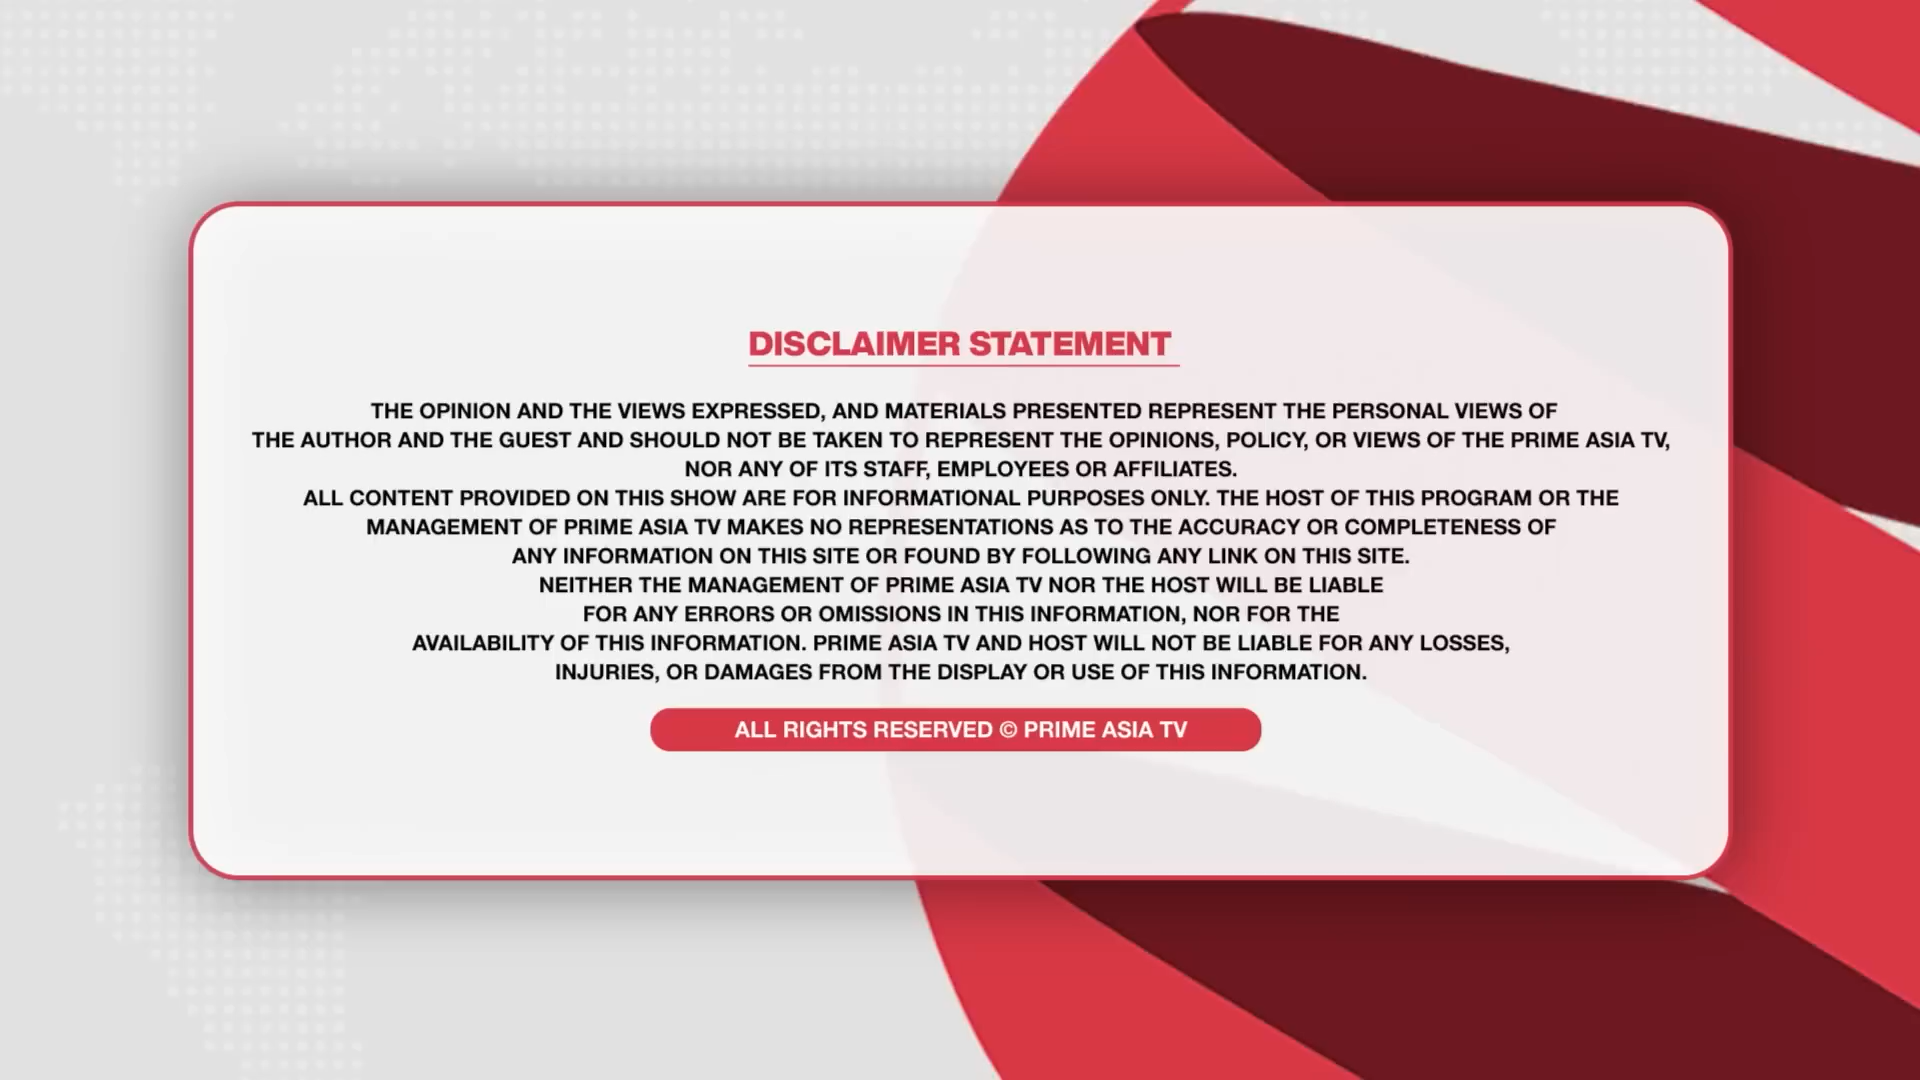 DISCLAIMER STATEMENT
THE OPINION AND THE VIEWS EXPRESSED, AND MATERIALS PRESENTED REPRESENT THE PERSONAL VIEWS OF
THE AUTHOR AND THE GUEST AND SHOULD NOT BE TAKEN TO REPRESENT THE OPINIONS, POLICY, OR VIEWS OF THE PRIME ASIA TV,
NOR ANY OF ITS STAFF, EMPLOYEES OR AFFILIATES.
ALL CONTENT PROVIDED ON THIS SHOW ARE FOR INFORMATIONAL PURPOSES ONLY. THE HOST OF THIS PROGRAM OR THE
MANAGEMENT OF PRIME ASIA TV MAKES NO REPRESENTATIONS AS TO THE ACCURACY OR COMPLETENESS OF
ANY INFORMATION ON THIS SITE OR FOUND BY FOLLOWING ANY LINK ON THIS SITE.
NEITHER THE MANAGEMENT OF PRIME ASIA TV NOR THE HOST WILL BE LIABLE
FOR ANY ERRORS OR OMISSIONS IN THIS INFORMATION, NOR FOR THE
AVAILABILITY OF THIS INFORMATION. PRIME ASIA TV AND HOST WILL NOT BE LIABLE FOR ANY LOSSES,
INJURIES, OR DAMAGES FROM THE DISPLAY OR USE OF THIS INFORMATION.
ALL RIGHTS RESERVED © PRIME ASIA TV